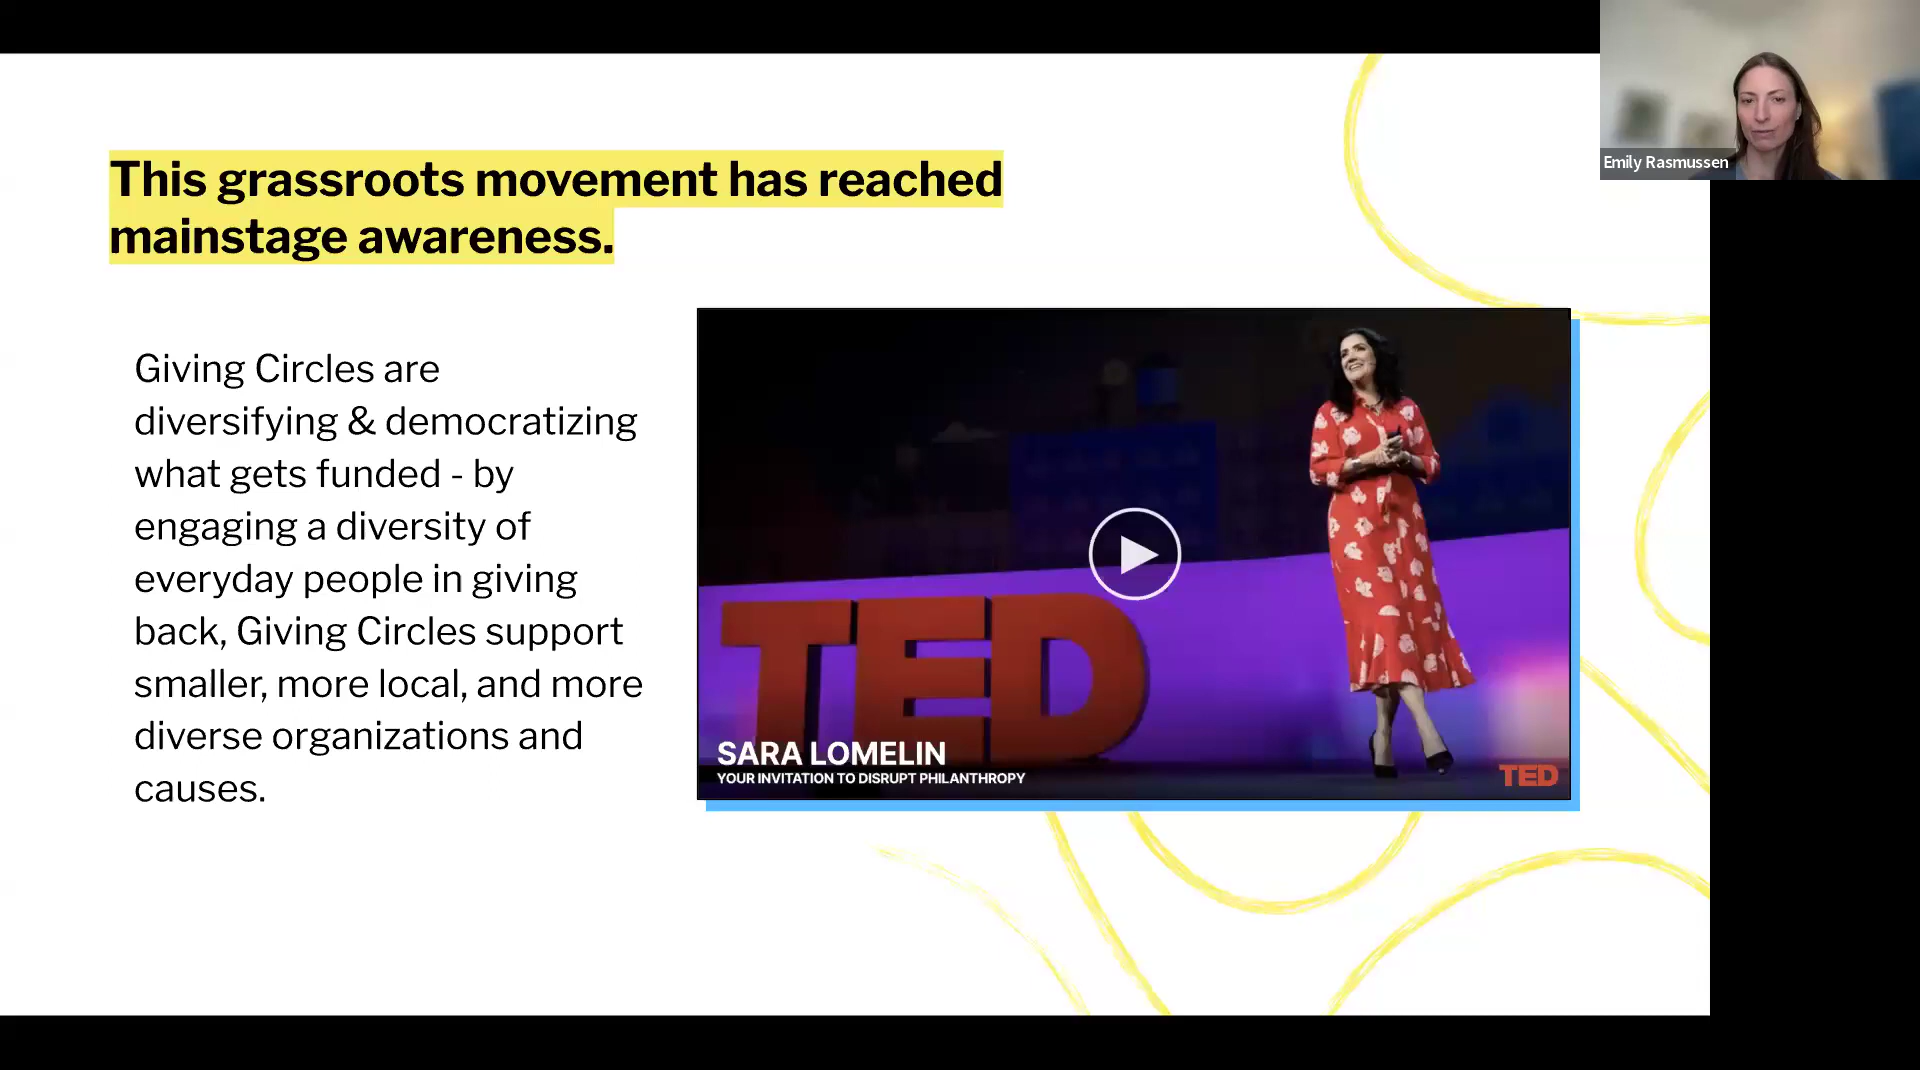 Emily Rasmussen
This grassroots movement has reached
mainstage awareness.
Giving Circles are
diversifying & democratizing
what gets funded - by
engaging a diversity of
everyday people in giving
back, Giving Circles support
smaller, more local, and more
diverse organizations and
causes.
TED
SARA LOMELIN
YOUR INVITATION TO DISRUPT PHILANTHROPY
TED